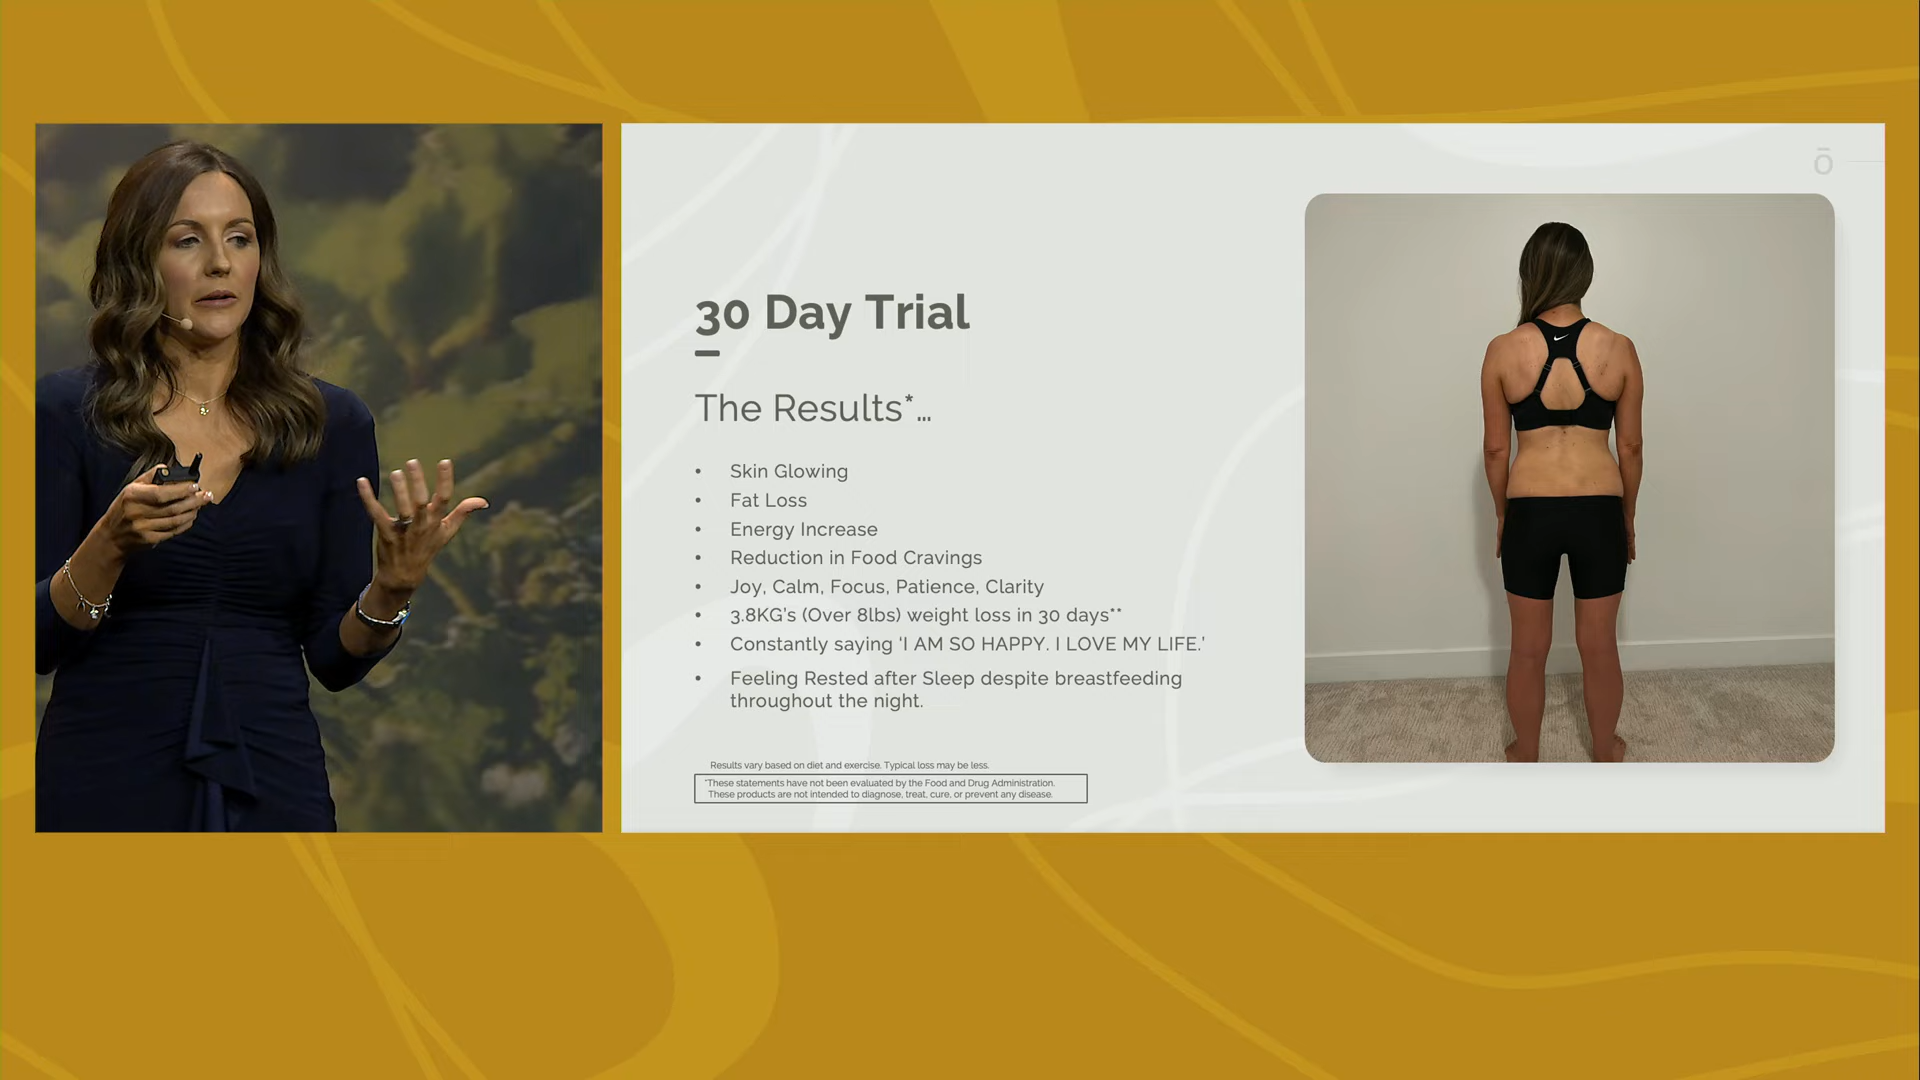 ō
30 Day Trial
The Results*...
• Skin Glowing
• Fat Loss
• Energy Increase
• Reduction in Food Cravings
• Joy, Calm, Focus, Patience, Clarity
• 3.8KG's (Over 8lbs) weight loss in 30 days**
• Constantly saying 'I AM SO HAPPY. I LOVE MY LIFE.'
• Feeling Rested after Sleep despite breastfeeding
throughout the night.
Results vary based on diet and exercise. Typical loss may be less.
*These statements have not been evaluated by the Food and Drug Administration.
These products are not intended to diagnose, treat, cure, or prevent any disease.